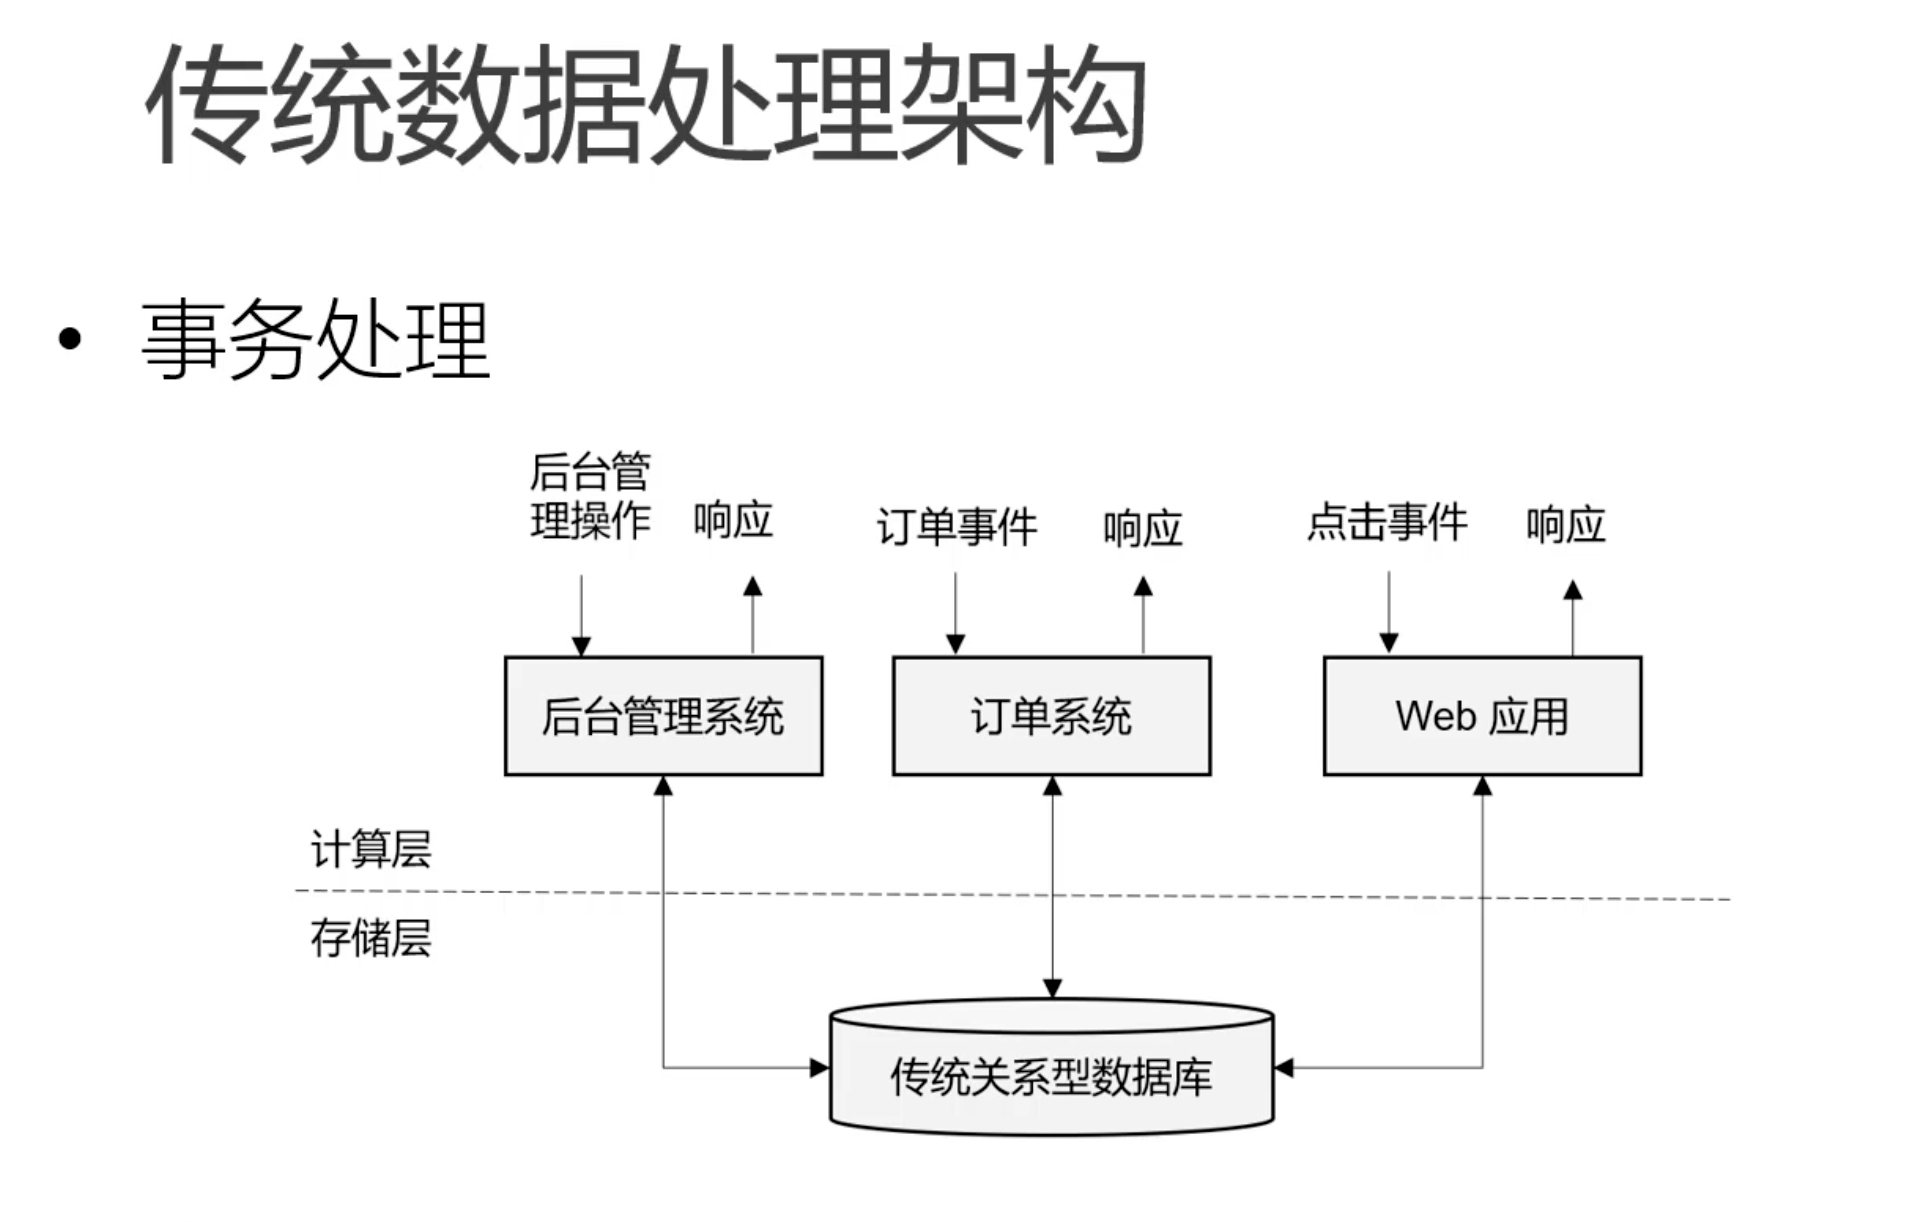 传统数据处理架构
• 事务处理
后台管
理操作
响应
订单事件
响应
点击事件
响应
后台管理系统
订单系统
Web 应用
计算层
存储层
传统关系型数据库